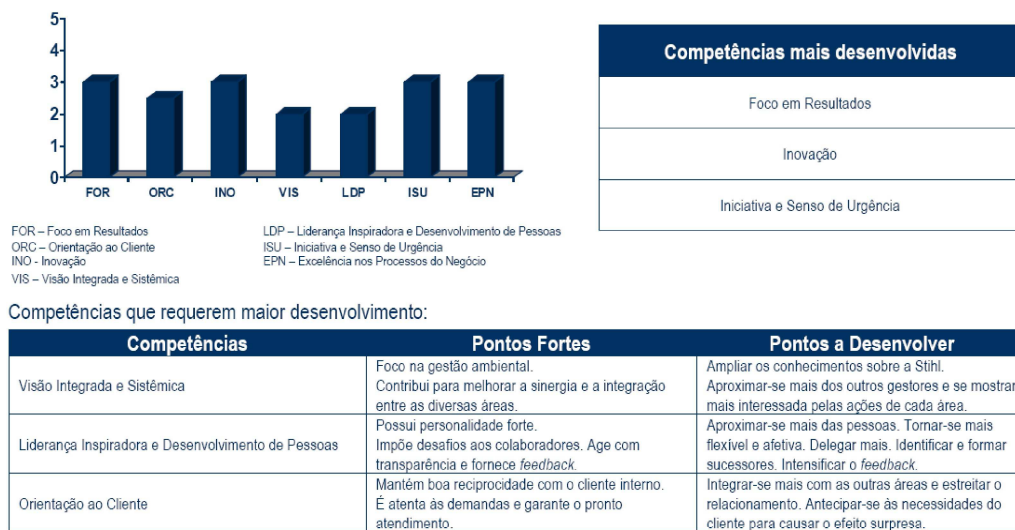 5
4
3
2
1
0
FOR ORC INO VIS LDP ISU EPN
FOR – Foco em Resultados
ORC – Orientação ao Cliente
INO - Inovação
VIS – Visão Integrada e Sistêmica
LDP – Liderança Inspiradora e Desenvolvimento de Pessoas
ISU – Iniciativa e Senso de Urgência
EPN – Excelência nos Processos do Negócio
Competências mais desenvolvidas
Foco em Resultados
Inovação
Iniciativa e Senso de Urgência
Competências que requerem maior desenvolvimento:
Competências
Pontos Fortes
Pontos a Desenvolver
Visão Integrada e Sistêmica
Foco na gestão ambiental.
Contribui para melhorar a sinergia e a integração
entre as diversas áreas.
Ampliar os conhecimentos sobre a Stihl.
Aproximar-se mais dos outros gestores e se mostrar
mais interessada pelas ações de cada área.
Liderança Inspiradora e Desenvolvimento de Pessoas
Possui personalidade forte.
Impõe desafios aos colaboradores. Age com
transparência e fornece feedback.
Aproximar-se mais das pessoas. Tornar-se mais
flexível e afetiva. Delegar mais. Identificar e formar
sucessores. Intensificar o feedback.
Orientação ao Cliente
Mantém boa reciprocidade com o cliente interno.
É atenta às demandas e garante o pronto
atendimento.
Integrar-se mais com as outras áreas e estreitar o
relacionamento. Antecipar-se às necessidades do
cliente para causar o efeito surpresa.